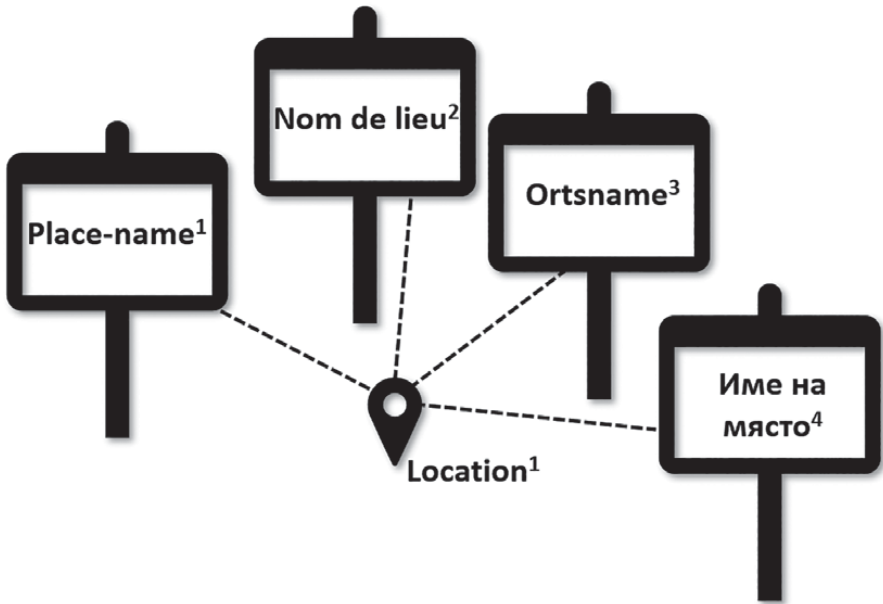 Place-name¹
Nom de lieu²
Ortsname³
Име на
място⁴
Location¹